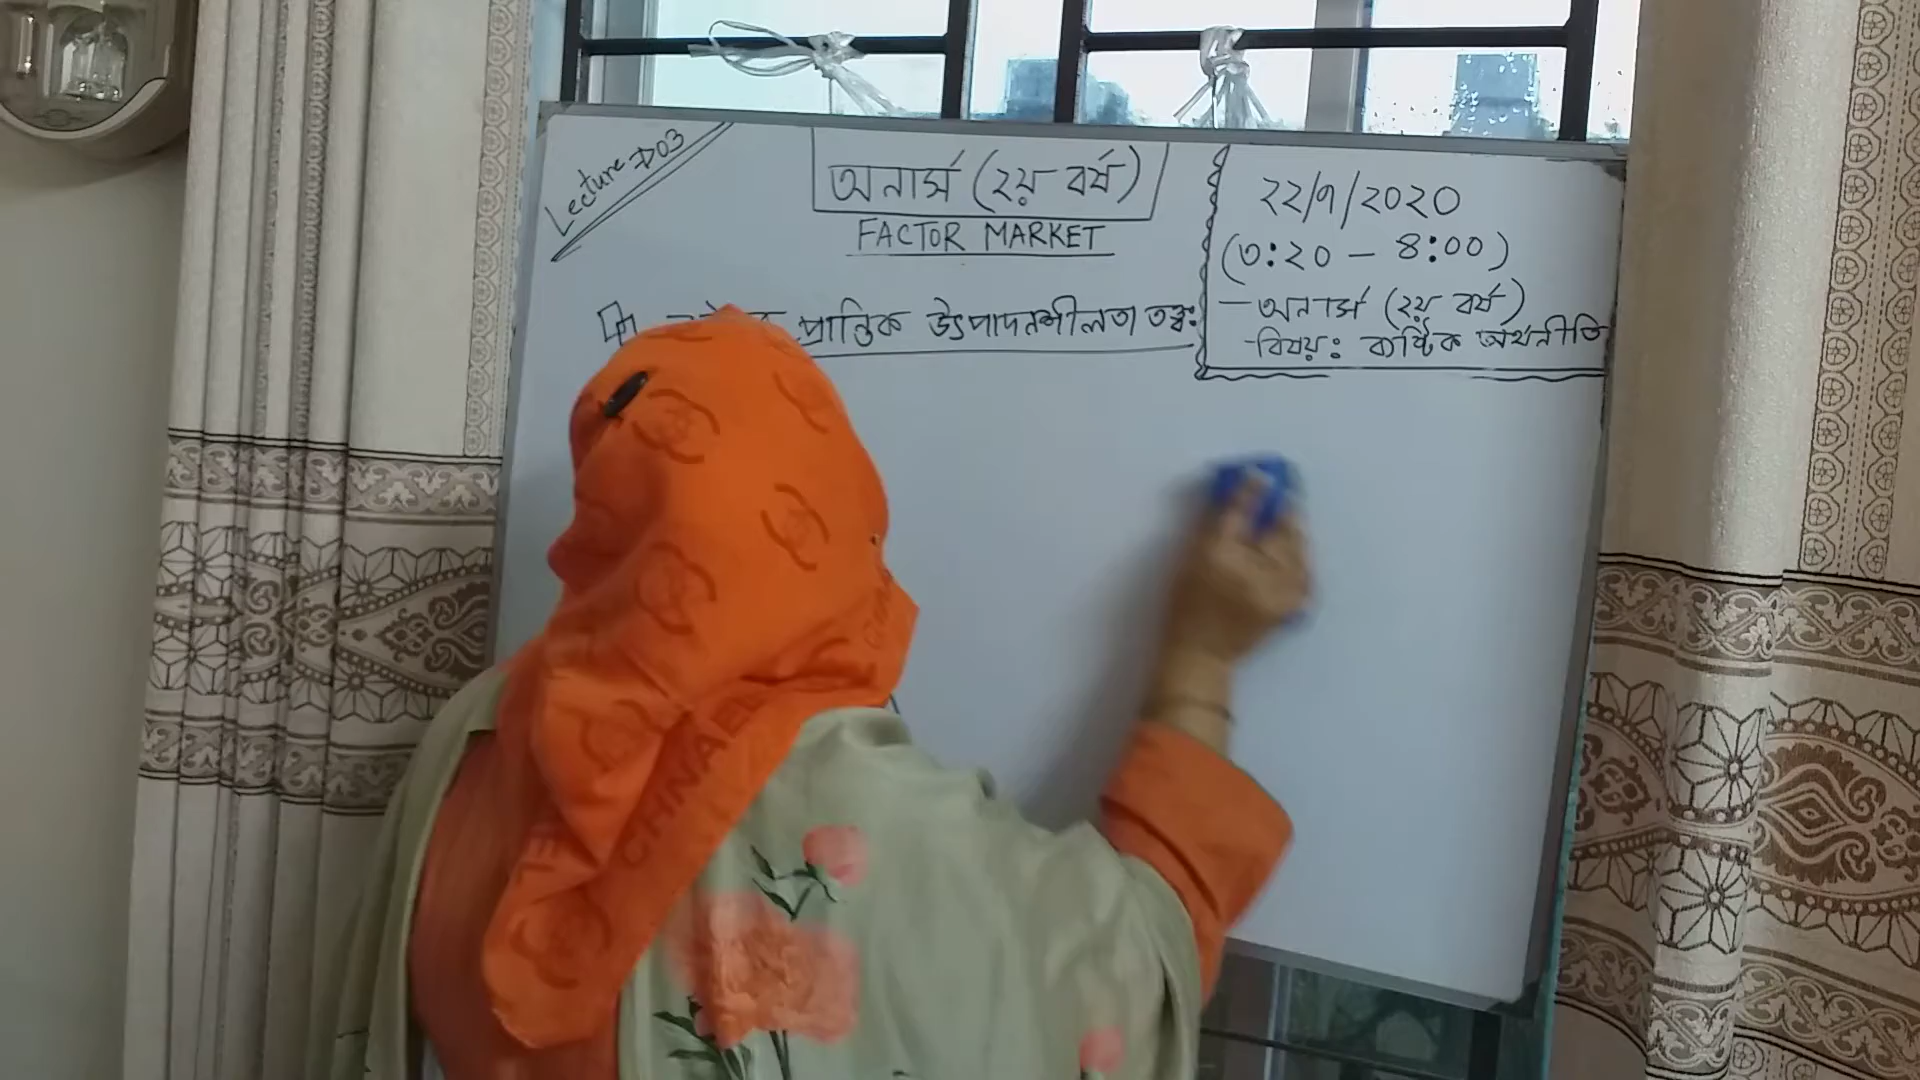 Lecture → 03
অনার্স (২য় বর্ষ)
FACTOR MARKET
২২/৭/২০২০
(৩:২০ – ৪:০০)
– অনার্স (২য় বর্ষ)
- বিষয়: ব্যষ্টিক অর্থনীতি
প্রান্তিক উৎপাদনশীলতা তত্ত্ব:
CHNAEL